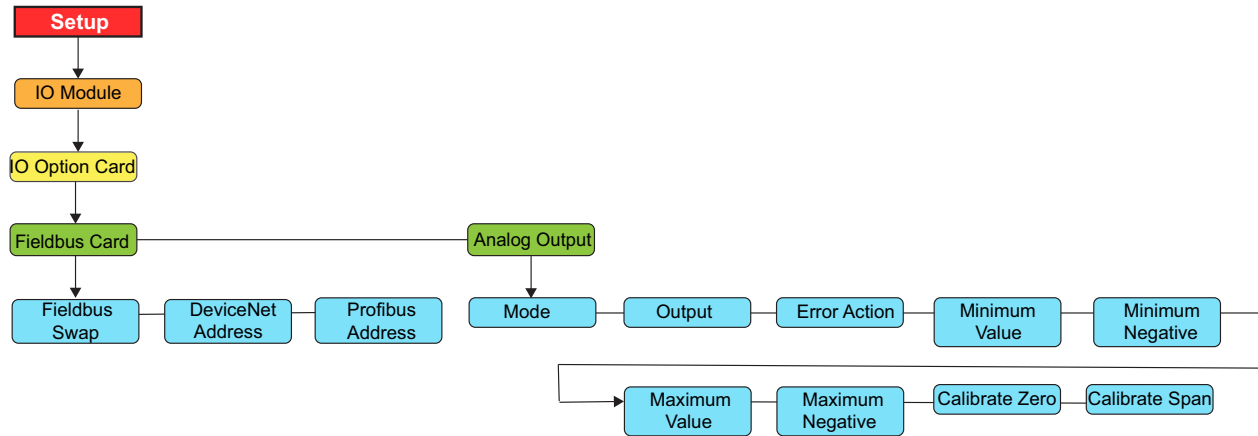 Setup
IO Module
IO Option Card
Fieldbus Card
Analog Output
Fieldbus
Swap
DeviceNet
Address
Profibus
Address
Mode
Output
Error Action
Minimum
Value
Minimum
Negative
Maximum
Value
Maximum
Negative
Calibrate Zero
Calibrate Span